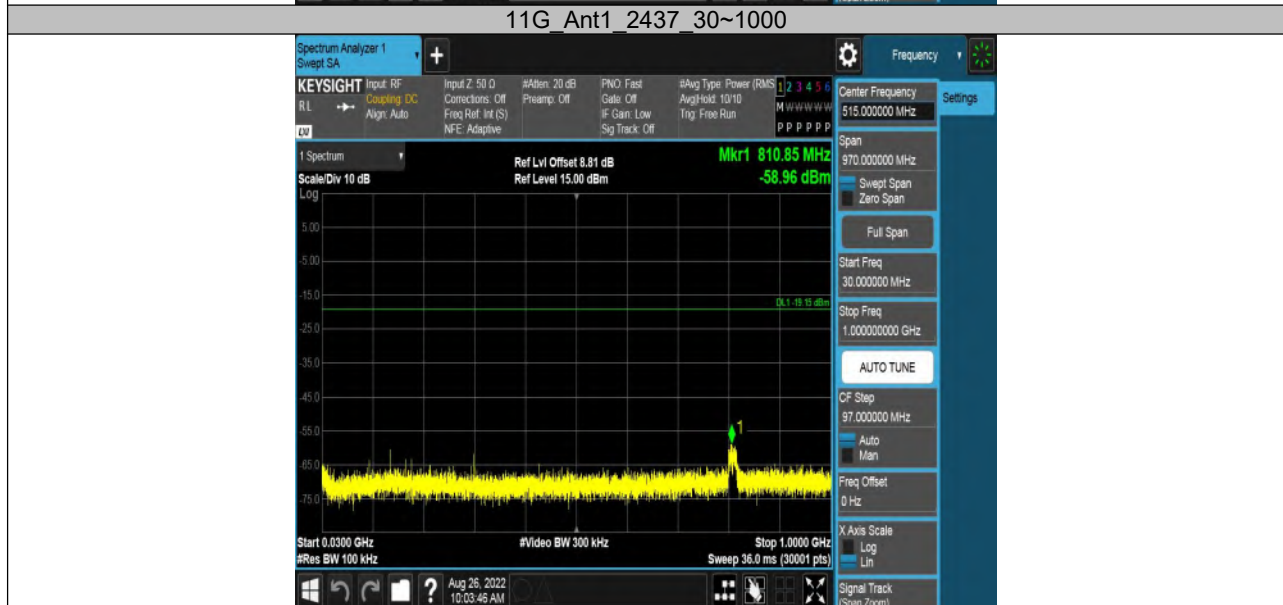 11G_Ant1_2437_30~1000
Spectrum Analyzer 1
Swept SA
+
Frequency
KEYSIGHT
RL
Input: RF
Coupling: DC
Align: Auto
Input Z: 50 Ω
Corrections: Off
Freq Ref: Int (S)
NFE: Adaptive
#Atten: 20 dB
Preamp: Off
PNO: Fast
Gate: Off
IF Gain: Low
Sig Track: Off
#Avg Type: Power (RMS
Avg|Hold: 10/10
Trig: Free Run
1 2 3 4 5 6
M W W W W W
P P P P P P
Center Frequency
515.000000 MHz
Settings
Span
970.000000 MHz
Swept Span
Zero Span
Full Span
Start Freq
30.000000 MHz
Stop Freq
1.000000000 GHz
AUTO TUNE
CF Step
97.000000 MHz
Auto
Man
Freq Offset
0 Hz
X Axis Scale
Log
Lin
Signal Track
(Span Zoom)
1 Spectrum
Scale/Div 10 dB
Log
Ref Lvl Offset 8.81 dB
Ref Level 15.00 dBm
Mkr1 810.85 MHz
-58.96 dBm
5.00
-5.00
-15.0
DL1 -19.15 dBm
-25.0
-35.0
-45.0
-55.0
1
-65.0
-75.0
Start 0.0300 GHz
#Res BW 100 kHz
#Video BW 300 kHz
Stop 1.0000 GHz
Sweep 36.0 ms (30001 pts)
?
Aug 26, 2022
10:03:46 AM